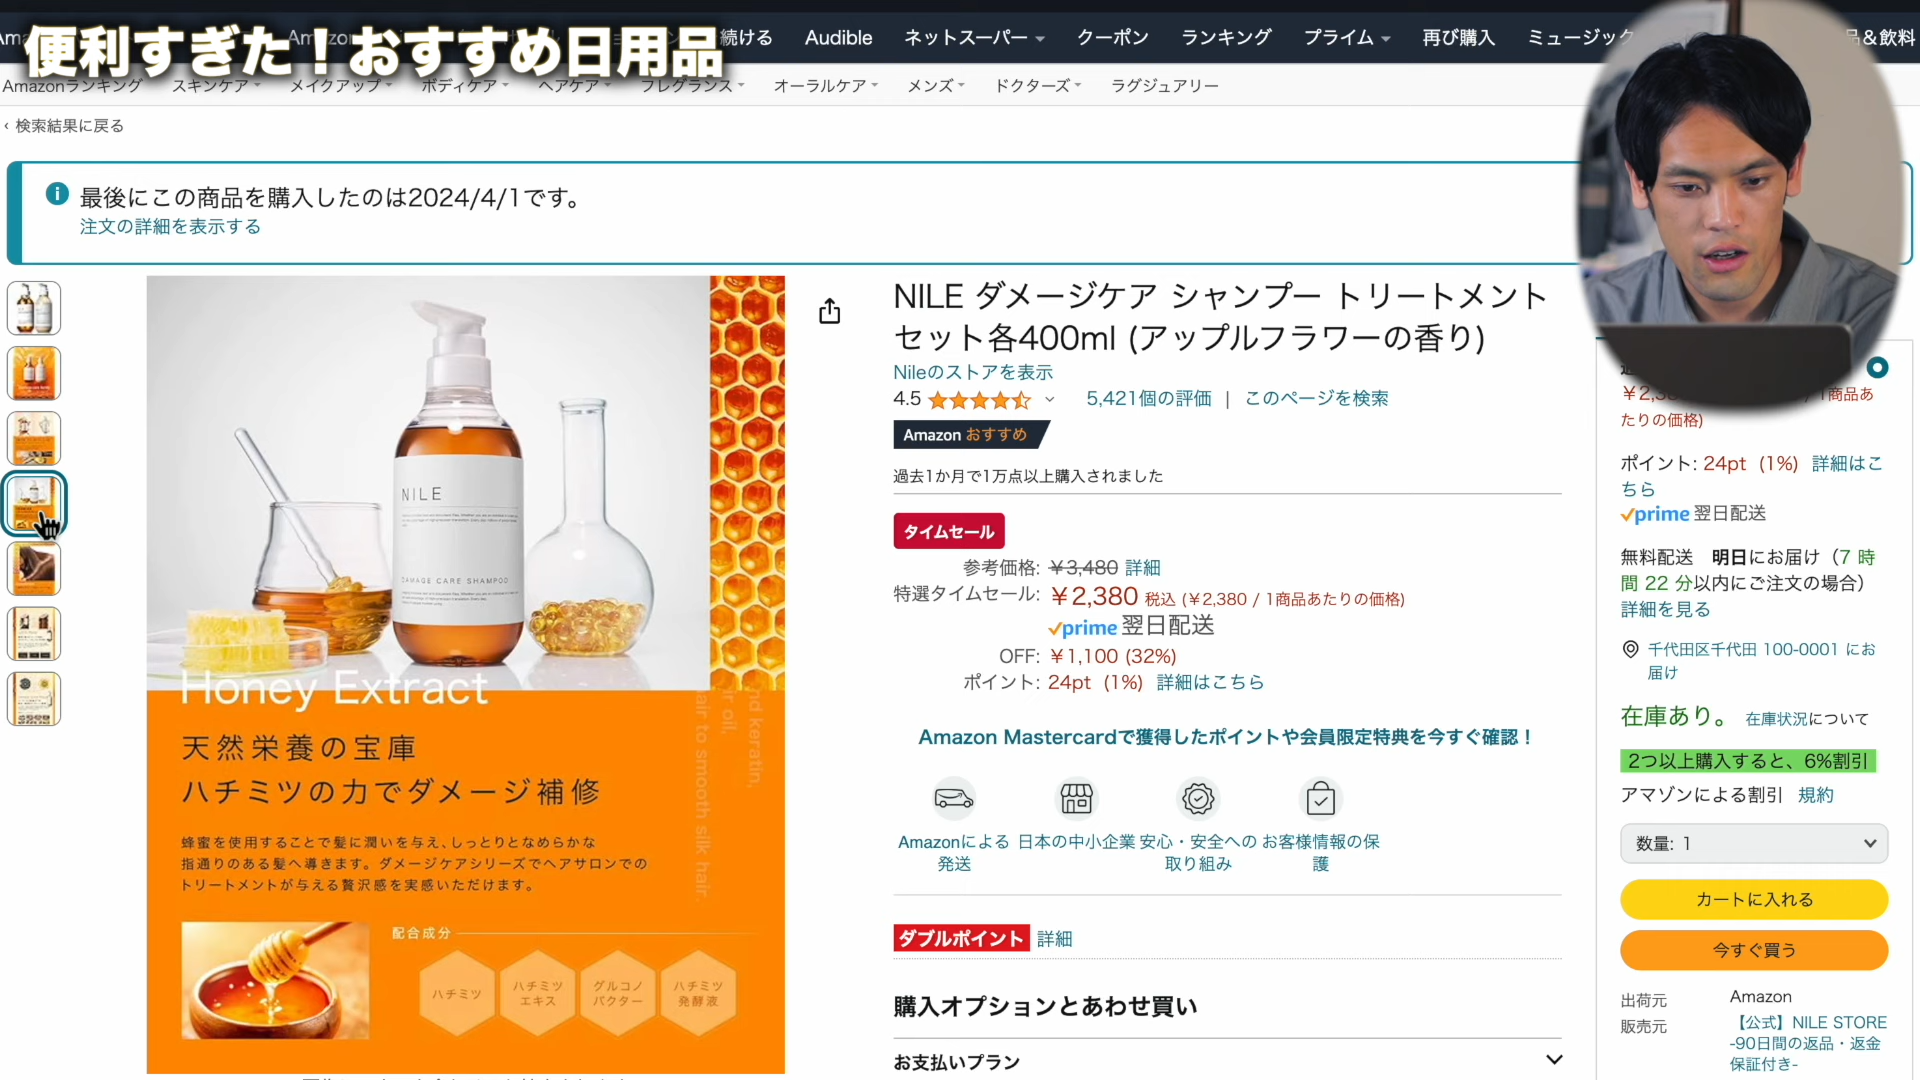 便利すぎた！おすすめ日用品
続ける Audible ネットスーパー クーポン ランキング プライム 再び購入 ミュージック 品＆飲料
Amazonランキング スキンケア メイクアップ ボディケア ヘアケア フレグランス オーラルケア メンズ ドクターズ ラグジュアリー
‹ 検索結果に戻る
最後にこの商品を購入したのは2024/4/1です。
注文の詳細を表示する
NILE ダメージケア シャンプー トリートメント
セット各400ml (アップルフラワーの香り)
Nileのストアを表示
4.5 5,421個の評価 | このページを検索
Amazon おすすめ
過去1か月で1万点以上購入されました
タイムセール
参考価格: ￥3,480 詳細
特選タイムセール: ￥2,380 税込 (￥2,380 / 1商品あたりの価格)
prime 翌日配送
OFF: ￥1,100 (32%)
ポイント: 24pt (1%) 詳細はこちら
Amazon Mastercardで獲得したポイントや会員限定特典を今すぐ確認！
Amazonによる
発送
日本の中小企業
安心・安全への
取り組み
お客様情報の保
護
ダブルポイント 詳細
購入オプションとあわせ買い
お支払いプラン
NILE
DAMAGE CARE SHAMPOO
Honey Extract
天然栄養の宝庫
ハチミツの力でダメージ補修
蜂蜜を使用することで髪に潤いを与え、しっとりとなめらかな
指通りのある髪へ導きます。ダメージケアシリーズでヘアサロンでの
トリートメントが与える贅沢感を実感いただけます。
配合成分
ハチミツ
ハチミツ
エキス
グルコノ
バクター
ハチミツ
発酵液
nd keratin,
r oil,
air to smooth silk hair.
1商品あ
たりの価格)
ポイント: 24pt (1%) 詳細はこ
ちら
prime 翌日配送
無料配送 明日にお届け（7 時
間 22 分以内にご注文の場合）
詳細を見る
千代田区千代田 100-0001 にお
届け
在庫あり。 在庫状況について
2つ以上購入すると、6%割引
アマゾンによる割引 規約
数量: 1
カートに入れる
今すぐ買う
出荷元 Amazon
販売元 【公式】NILE STORE
-90日間の返品・返金
保証付き-